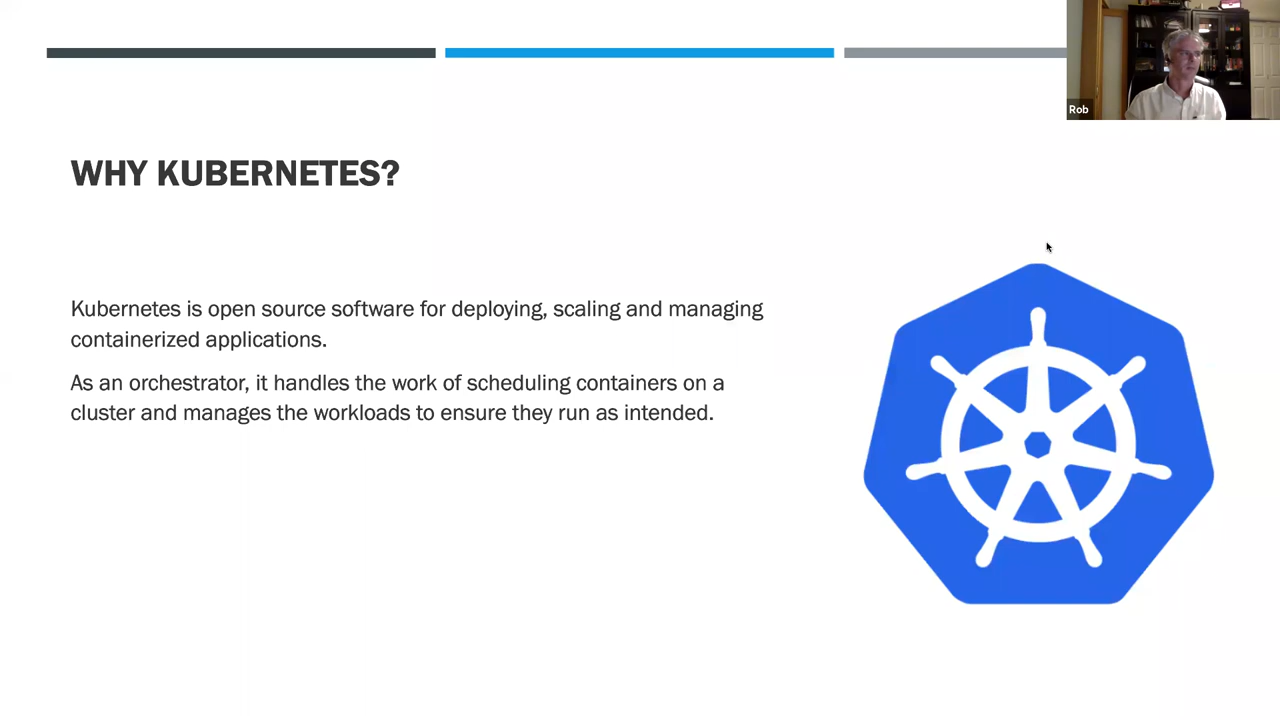 Rob
WHY KUBERNETES?
Kubernetes is open source software for deploying, scaling and managing
containerized applications.
As an orchestrator, it handles the work of scheduling containers on a
cluster and manages the workloads to ensure they run as intended.